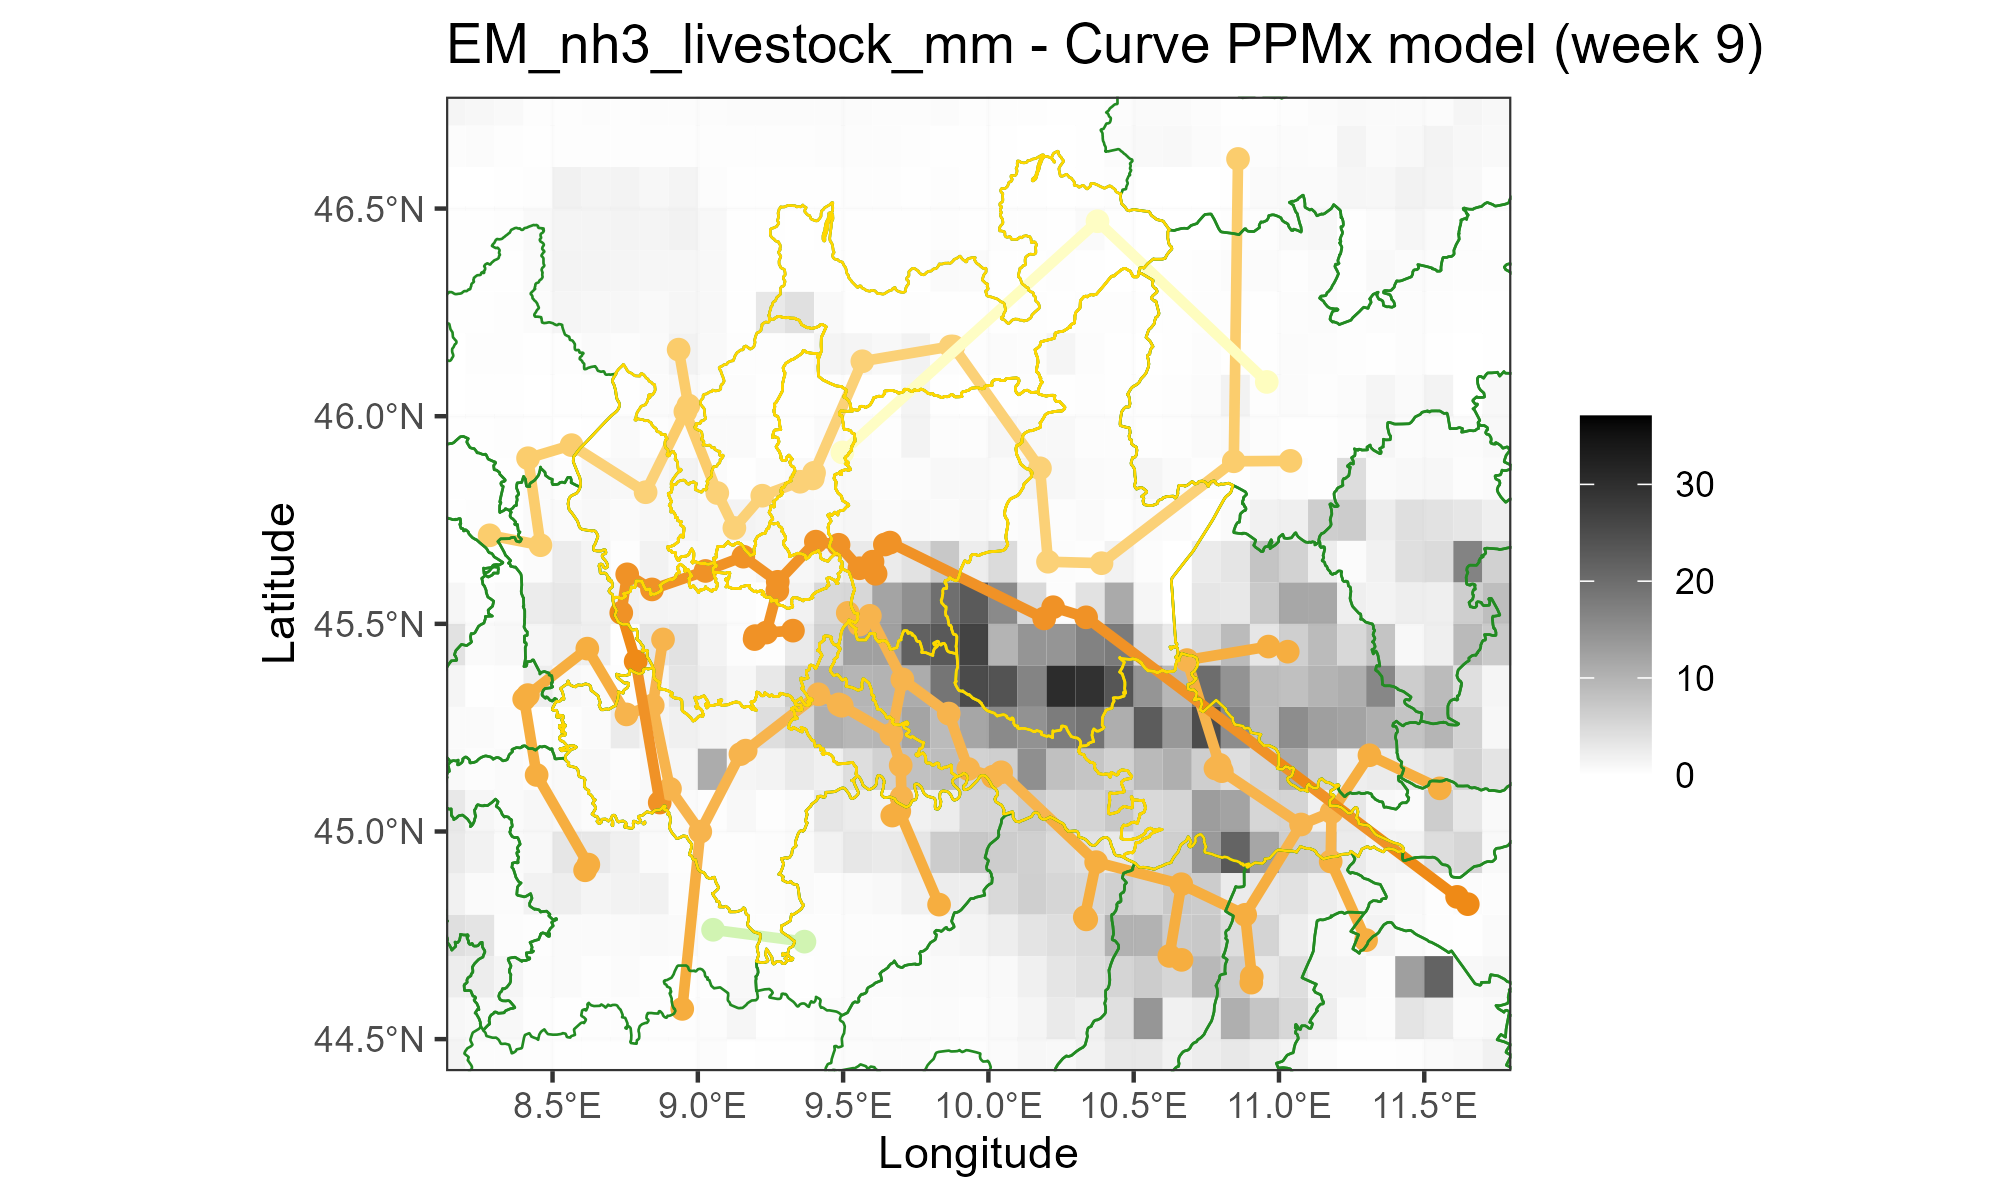 EM_nh3_livestock_mm - Curve PPMx model (week 9)
46.5°N
46.0°N
45.5°N
45.0°N
44.5°N
Latitude
8.5°E
9.0°E
9.5°E
10.0°E
10.5°E
11.0°E
11.5°E
Longitude
30
20
10
0